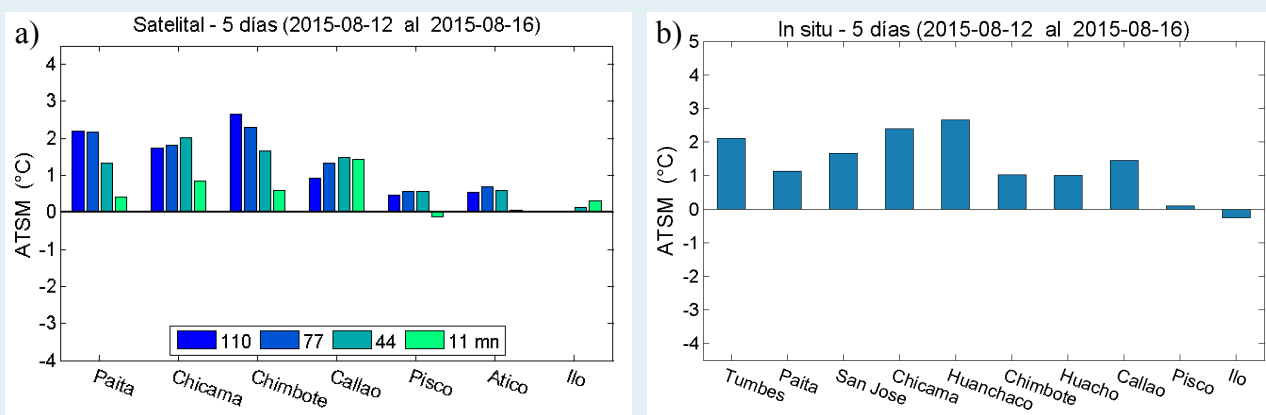 a)
Satelital - 5 días (2015-08-12 al 2015-08-16)
ATSM (°C)
5
4
3
2
1
0
-1
-2
-3
-4
110 77 44 11 mn
Paita Chicama Chimbote Callao Pisco Atico Ilo
b)
In situ - 5 días (2015-08-12 al 2015-08-16)
ATSM (°C)
5
4
3
2
1
0
-1
-2
-3
-4
Tumbes Paita San Jose Chicama Huanchaco Chimbote Huacho Callao Pisco Ilo